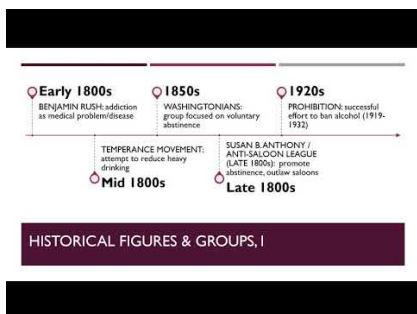 Early 1800s
BENJAMIN RUSH: addiction
as medical problem/disease
TEMPERANCE MOVEMENT:
attempt to reduce heavy
drinking
Mid 1800s
1850s
WASHINGTONIANS:
group focused on voluntary
abstinence
SUSAN B. ANTHONY /
ANTI-SALOON LEAGUE
(LATE 1800s): promote
abstinence, outlaw saloons
Late 1800s
1920s
PROHIBITION: successful
effort to ban alcohol (1919-
1932)
HISTORICAL FIGURES & GROUPS, I